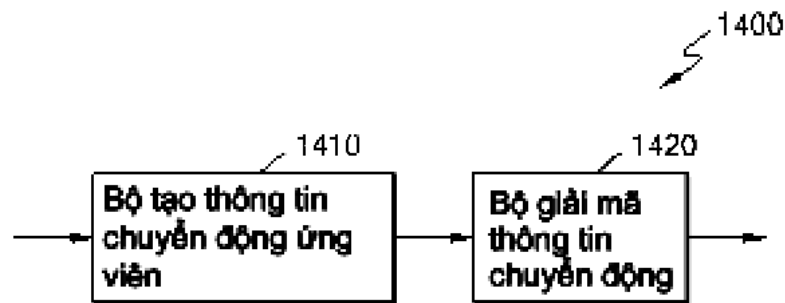 1400
1410
1420
Bộ tạo thông tin
chuyển động ứng
viên
Bộ giải mã
thông tin
chuyển động